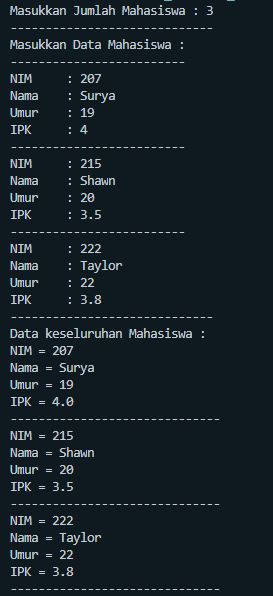 Masukkan Jumlah Mahasiswa : 3
-----------------------------
Masukkan Data Mahasiswa :
-------------------------
NIM     : 207
Nama    : Surya
Umur    : 19
IPK     : 4
-------------------------
NIM     : 215
Nama    : Shawn
Umur    : 20
IPK     : 3.5
-------------------------
NIM     : 222
Nama    : Taylor
Umur    : 22
IPK     : 3.8
-----------------------------
Data keseluruhan Mahasiswa :
NIM = 207
Nama = Surya
Umur = 19
IPK = 4.0
------------------------------
NIM = 215
Nama = Shawn
Umur = 20
IPK = 3.5
------------------------------
NIM = 222
Nama = Taylor
Umur = 22
IPK = 3.8
------------------------------